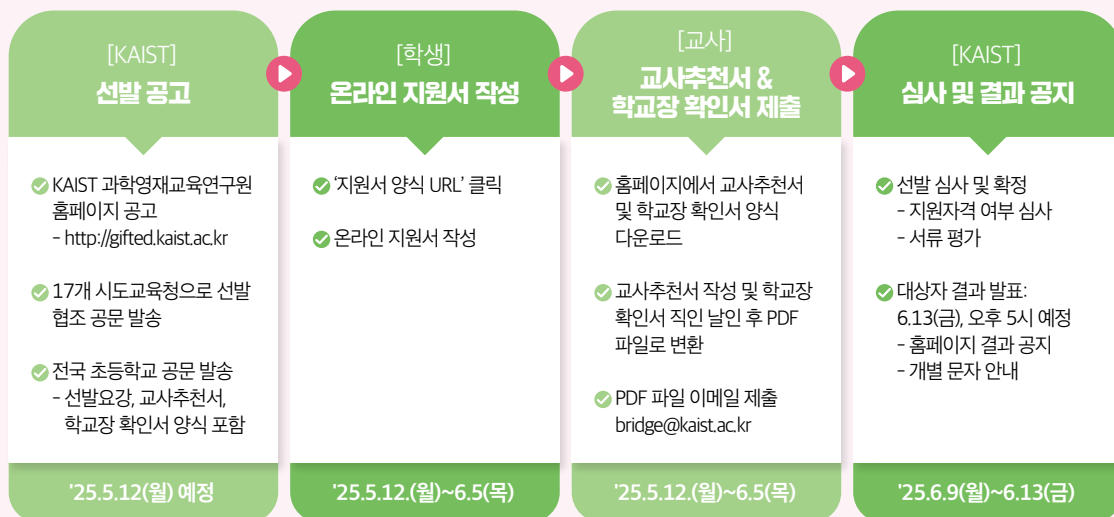 [KAIST]
선발 공고
KAIST 과학영재교육연구원
홈페이지 공고
- http://gifted.kaist.ac.kr
17개 시도교육청으로 선발
협조 공문 발송
전국 초등학교 공문 발송
- 선발요강, 교사추천서,
학교장 확인서 양식 포함
'25.5.12(월) 예정
[학생]
온라인 지원서 작성
‘지원서 양식 URL’ 클릭
온라인 지원서 작성
'25.5.12.(월)~6.5(목)
[교사]
교사추천서 &
학교장 확인서 제출
홈페이지에서 교사추천서
및 학교장 확인서 양식
다운로드
교사추천서 작성 및 학교장
확인서 직인 날인 후 PDF
파일로 변환
PDF 파일 이메일 제출
bridge@kaist.ac.kr
'25.5.12.(월)~6.5(목)
[KAIST]
심사 및 결과 공지
선발 심사 및 확정
- 지원자격 여부 심사
- 서류 평가
대상자 결과 발표:
6.13(금), 오후 5시 예정
- 홈페이지 결과 공지
- 개별 문자 안내
'25.6.9(월)~6.13(금)